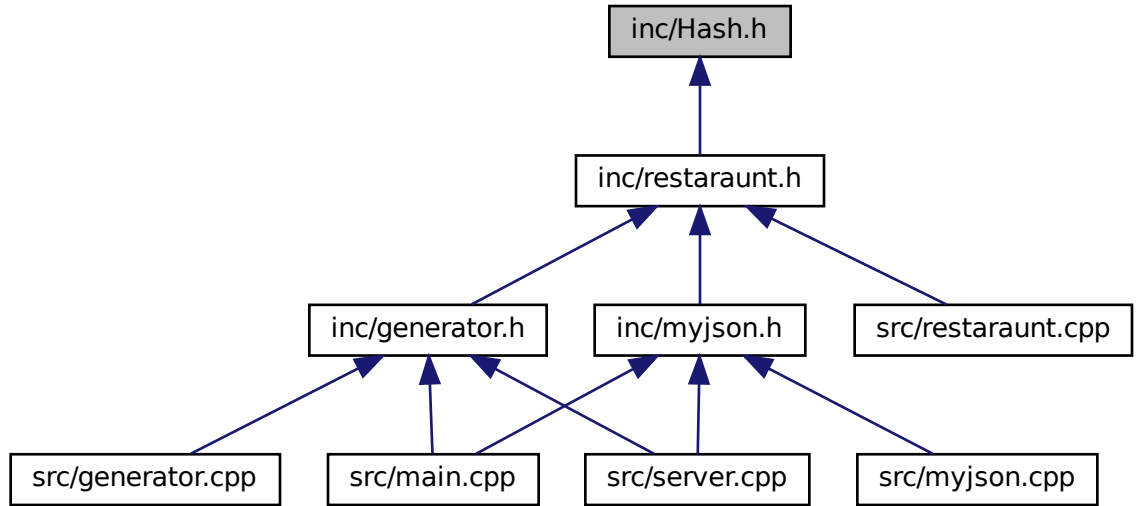 inc/Hash.h
inc/restaraunt.h
inc/generator.h
inc/myjson.h
src/restaraunt.cpp
src/generator.cpp
src/main.cpp
src/server.cpp
src/myjson.cpp